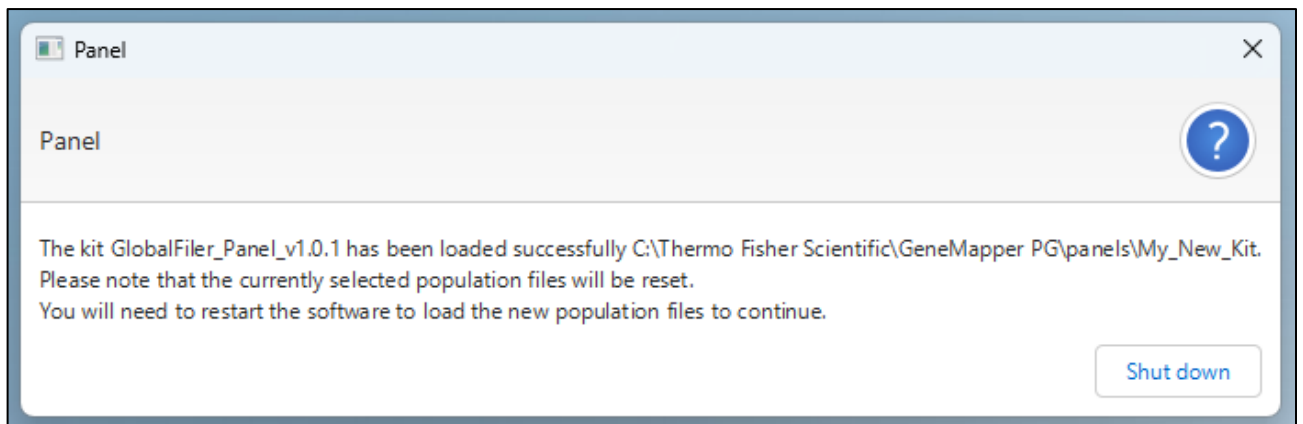 Panel
Panel
The kit GlobalFiler_Panel_v1.0.1 has been loaded successfully C:\Thermo Fisher Scientific\GeneMapper PG\panels\My_New_Kit.
Please note that the currently selected population files will be reset.
You will need to restart the software to load the new population files to continue.
Shut down